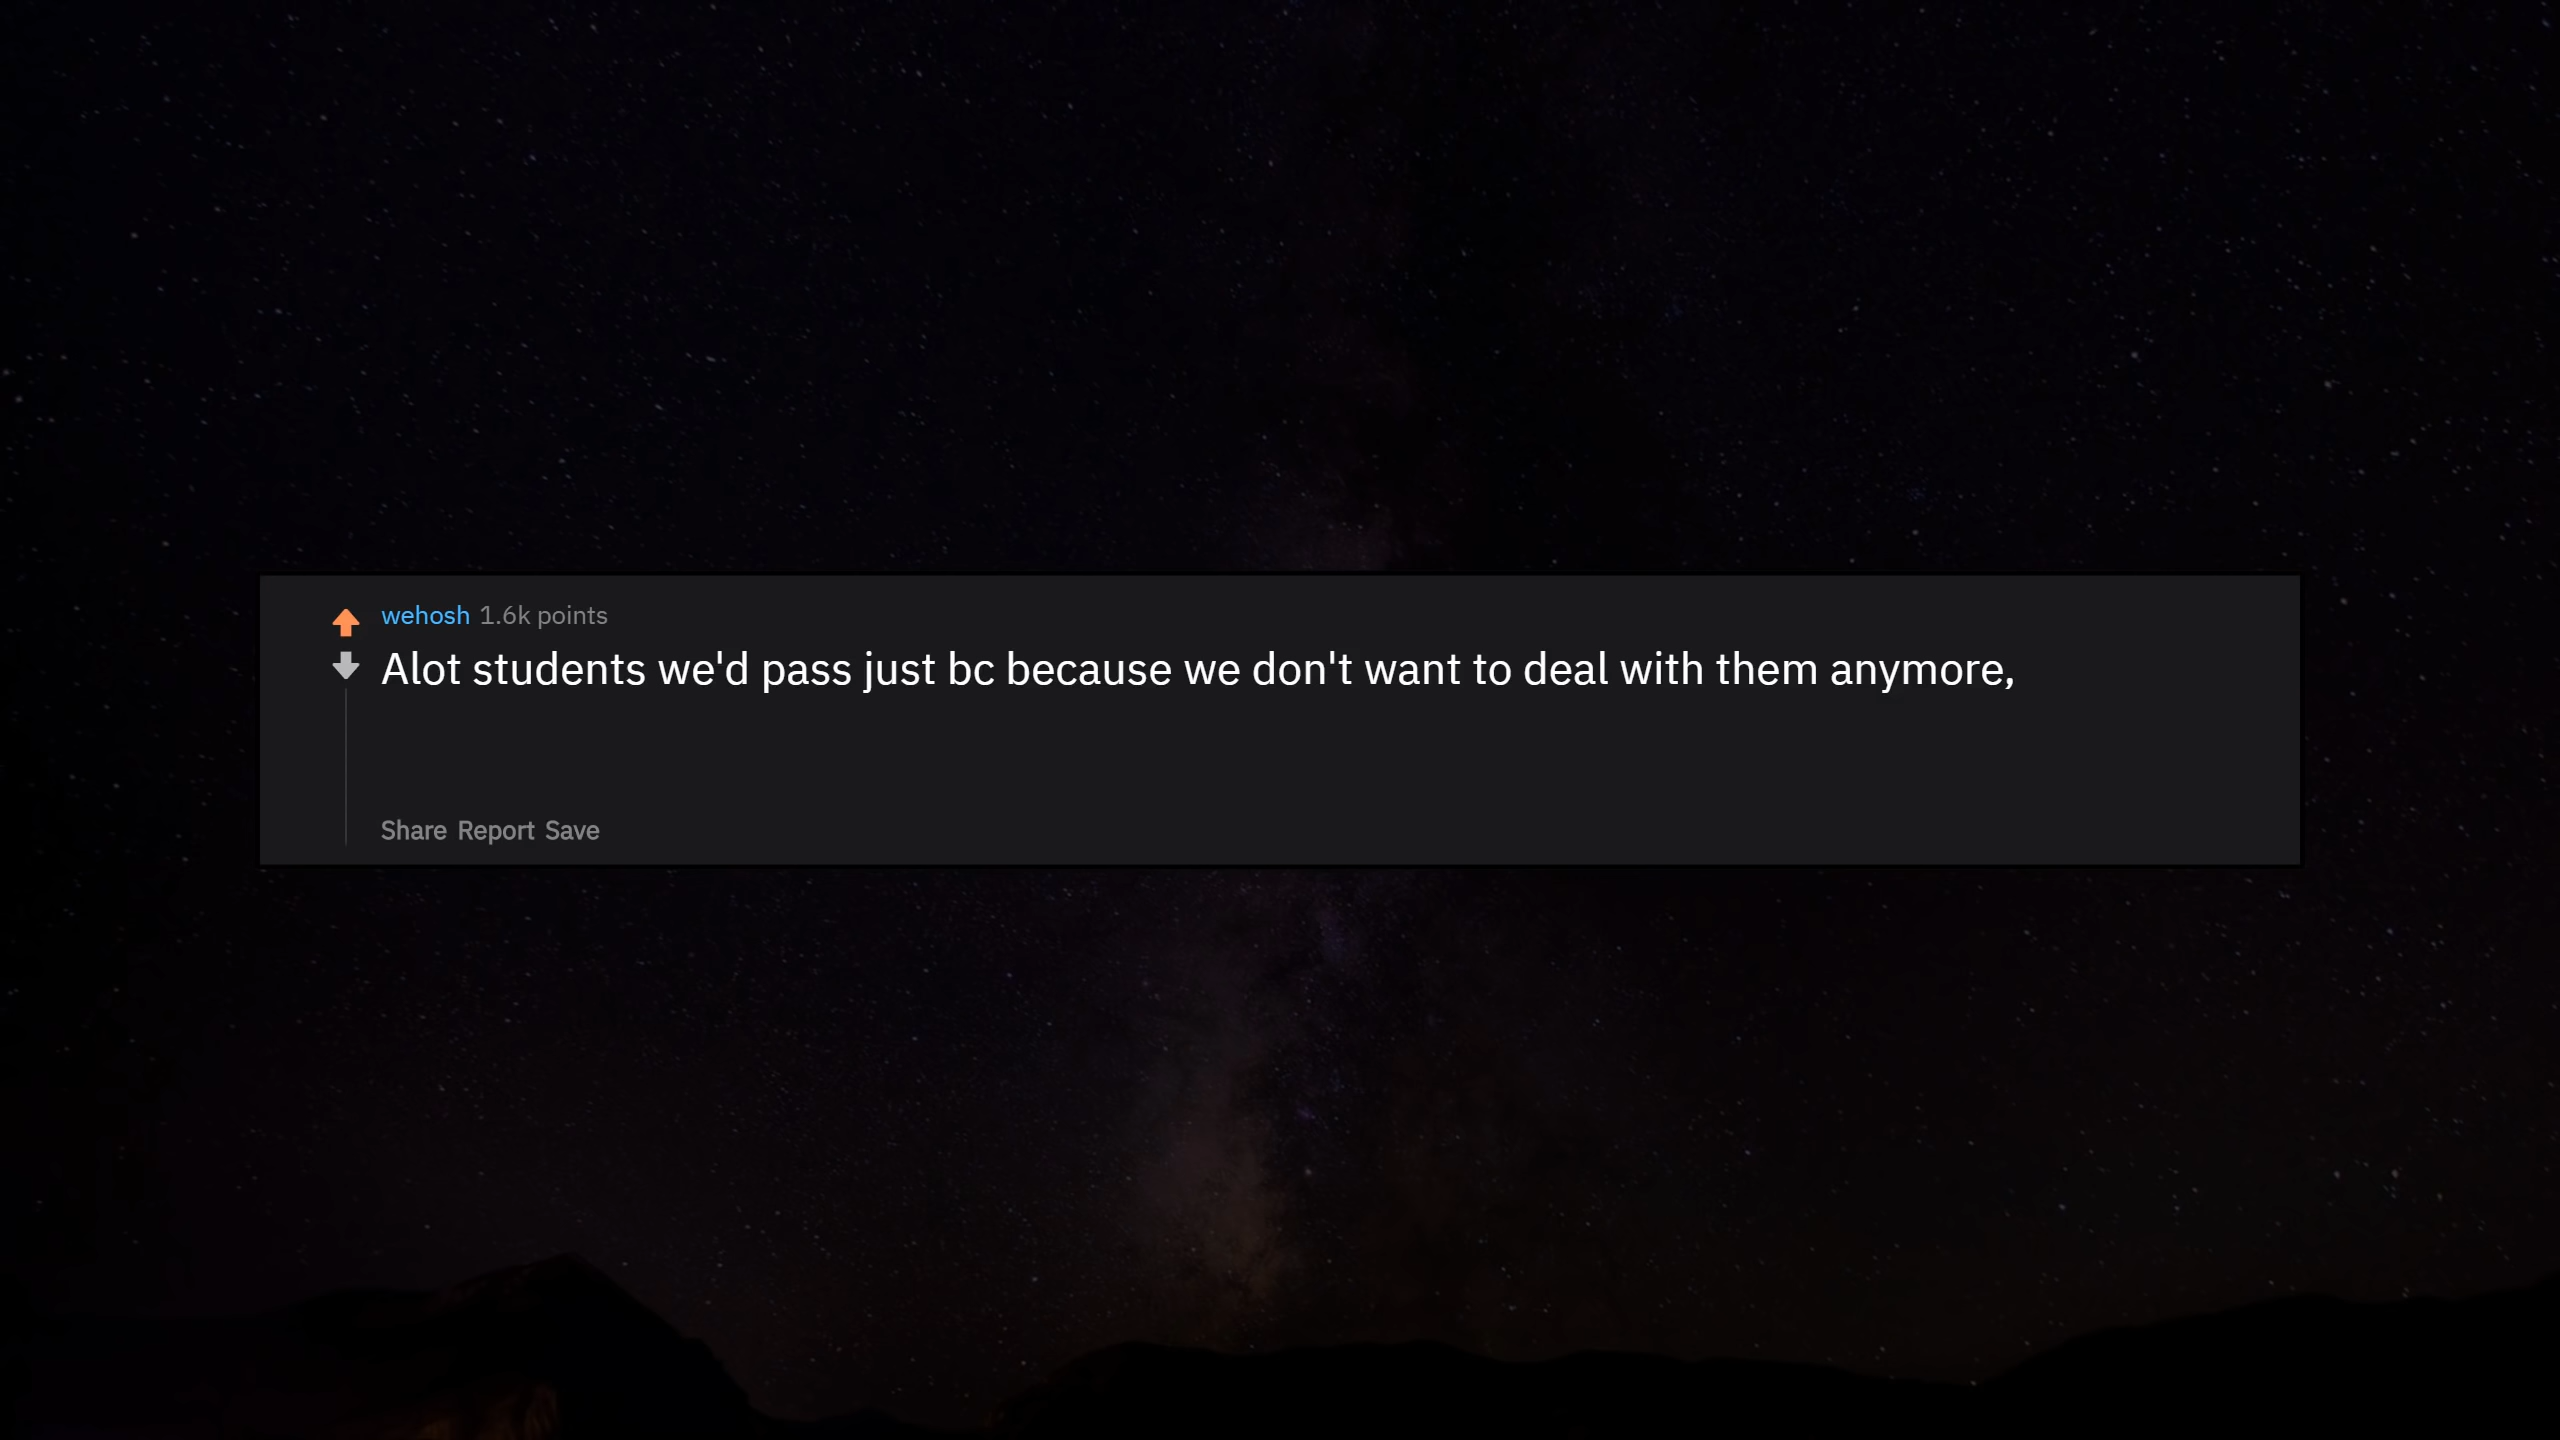 wehosh 1.6k points
Alot students we'd pass just bc because we don't want to deal with them anymore,
Share Report Save